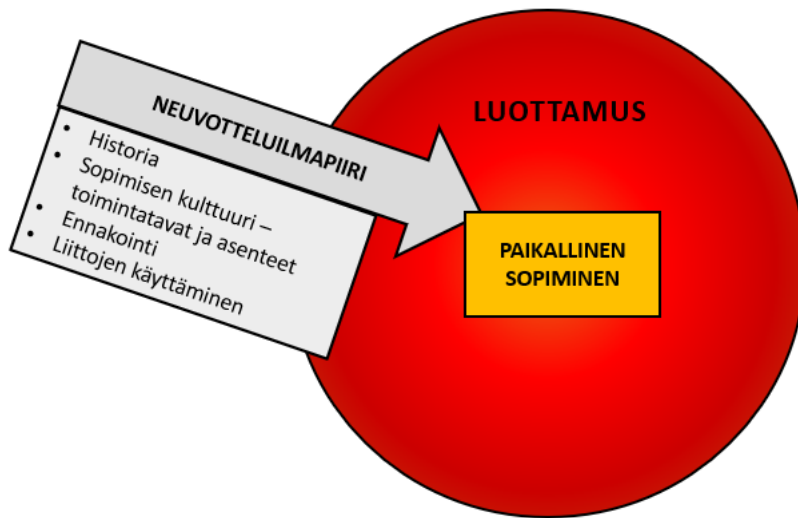 NEUVOTTELUILMAPIIRI
• Historia
• Sopimisen kulttuuri –
toimintatavat ja asenteet
• Ennakointi
• Liittojen käyttäminen
LUOTTAMUS
PAIKALLINEN
SOPIMINEN